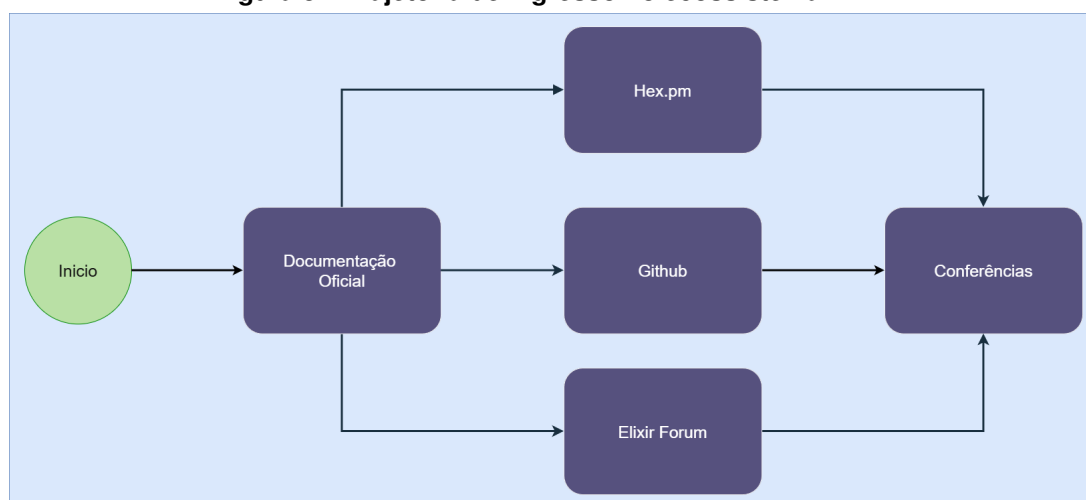 Hex.pm
Inicio
Documentação
Oficial
Github
Conferências
Elixir Forum